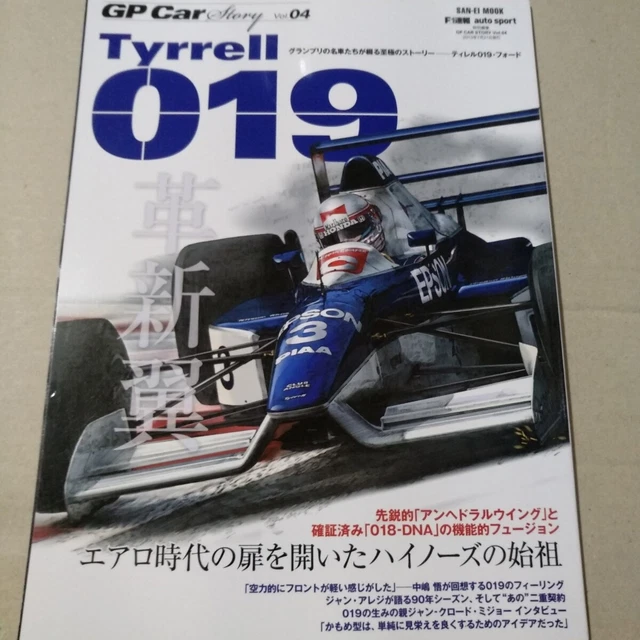 GP Car Story Vol.04
SAN-EI MOOK
F1速報 auto sport
GP CAR STORY Vol.04
Tyrrell
グランプリの名車たちが綴る至極のストーリー——ティレル019・フォード
019
革新翼
HONDA
EPSON
EPSON
3
PIAA
先鋭的「アンヘドラルウイング」と
確証済み「018-DNA」の機能的フュージョン
エアロ時代の扉を開いたハイノーズの始祖
「空力的にフロントが軽い感じがした」——中嶋 悟が回想する019のフィーリング
ジャン・アレジが語る90年シーズン、そして“あの”二重契約
019の生みの親ジャン・クロード・ミジョー インタビュー
「かもめ型は、単純に見栄えを良くするためのアイデアだった」